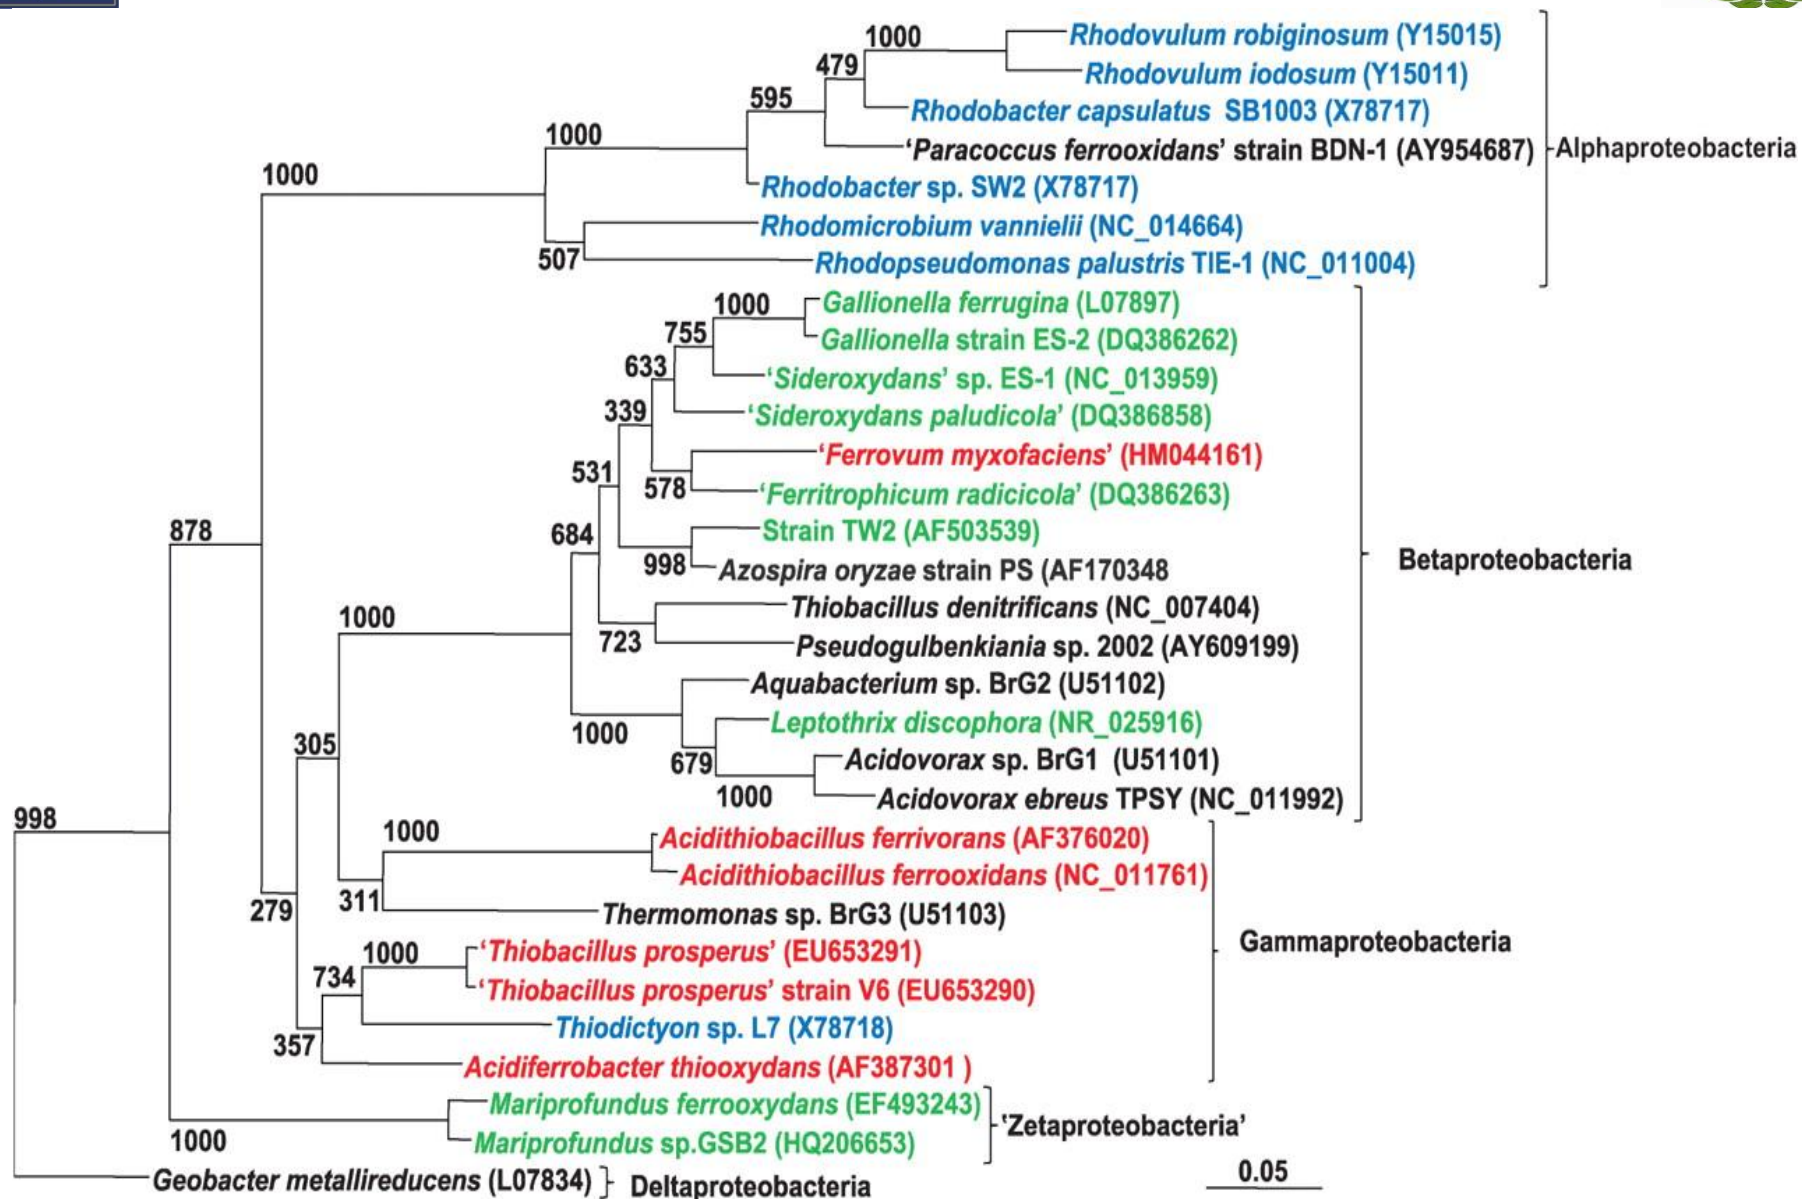 1000
Rhodovulum robiginosum (Y15015)
479
Rhodovulum iodosum (Y15011)
595
Rhodobacter capsulatus SB1003 (X78717)
1000
'Paracoccus ferrooxidans' strain BDN-1 (AY954687)
Alphaproteobacteria
1000
Rhodobacter sp. SW2 (X78717)
Rhodomicrobium vannielii (NC_014664)
507
Rhodopseudomonas palustris TIE-1 (NC_011004)
1000
Gallionella ferrugina (L07897)
755
Gallionella strain ES-2 (DQ386262)
633
'Sideroxydans' sp. ES-1 (NC_013959)
339
'Sideroxydans paludicola' (DQ386858)
'Ferrovum myxofaciens' (HM044161)
531
578
'Ferritrophicum radicicola' (DQ386263)
878
684
Strain TW2 (AF503539)
998
Azospira oryzae strain PS (AF170348
Betaproteobacteria
1000
Thiobacillus denitrificans (NC_007404)
723
Pseudogulbenkiania sp. 2002 (AY609199)
Aquabacterium sp. BrG2 (U51102)
1000
Leptothrix discophora (NR_025916)
305
679
Acidovorax sp. BrG1 (U51101)
1000
Acidovorax ebreus TPSY (NC_011992)
998
1000
Acidithiobacillus ferrivorans (AF376020)
Acidithiobacillus ferrooxidans (NC_011761)
279
311
Thermomonas sp. BrG3 (U51103)
Gammaproteobacteria
1000
'Thiobacillus prosperus' (EU653291)
734
'Thiobacillus prosperus' strain V6 (EU653290)
357
Thiodictyon sp. L7 (X78718)
Acidiferrobacter thiooxydans (AF387301 )
Mariprofundus ferrooxydans (EF493243)
'Zetaproteobacteria'
1000
Mariprofundus sp.GSB2 (HQ206653)
Geobacter metallireducens (L07834)
Deltaproteobacteria
0.05